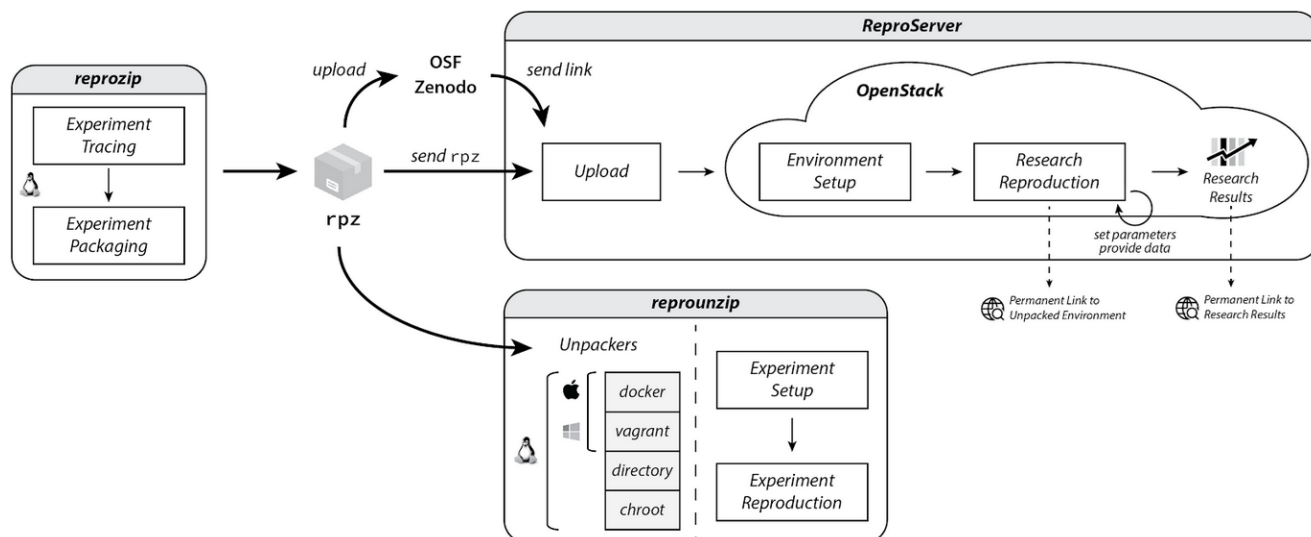 reprozip
Experiment
Tracing
Experiment
Packaging
upload
OSF
Zenodo
send link
send rpz
rpz
ReproServer
OpenStack
Upload
Environment
Setup
Research
Reproduction
set parameters
provide data
Research
Results
Permanent Link to
Unpacked Environment
Permanent Link to
Research Results
reprounzip
Unpackers
docker
vagrant
directory
chroot
Experiment
Setup
Experiment
Reproduction